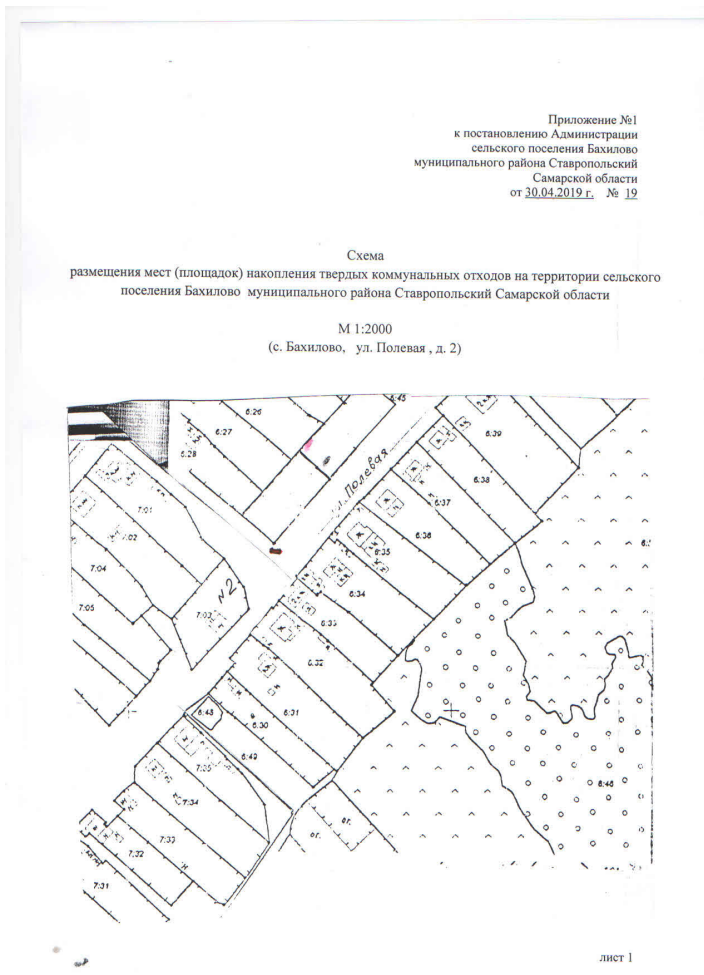 Приложение №1
к постановлению Администрации
сельского поселения Бахилово
муниципального района Ставропольский
Самарской области
от 30.04.2019 г. № 19
Схема
размещения мест (площадок) накопления твердых коммунальных отходов на территории сельского
поселения Бахилово муниципального района Ставропольский Самарской области
М 1:2000
(с. Бахилово, ул. Полевая , д. 2)
6:45
6:26
6:27
6:28
6:39
ул. Полевая
6:38
6:37
7:01
7:02
6:36
6:35
7:04
6:34
№2
7:05
7:03
6:33
6:32
6:48
6:31
6:30
6:49
7:35
6:46
7:34
ог.
ог.
7:33
7:32
7:31
лист 1